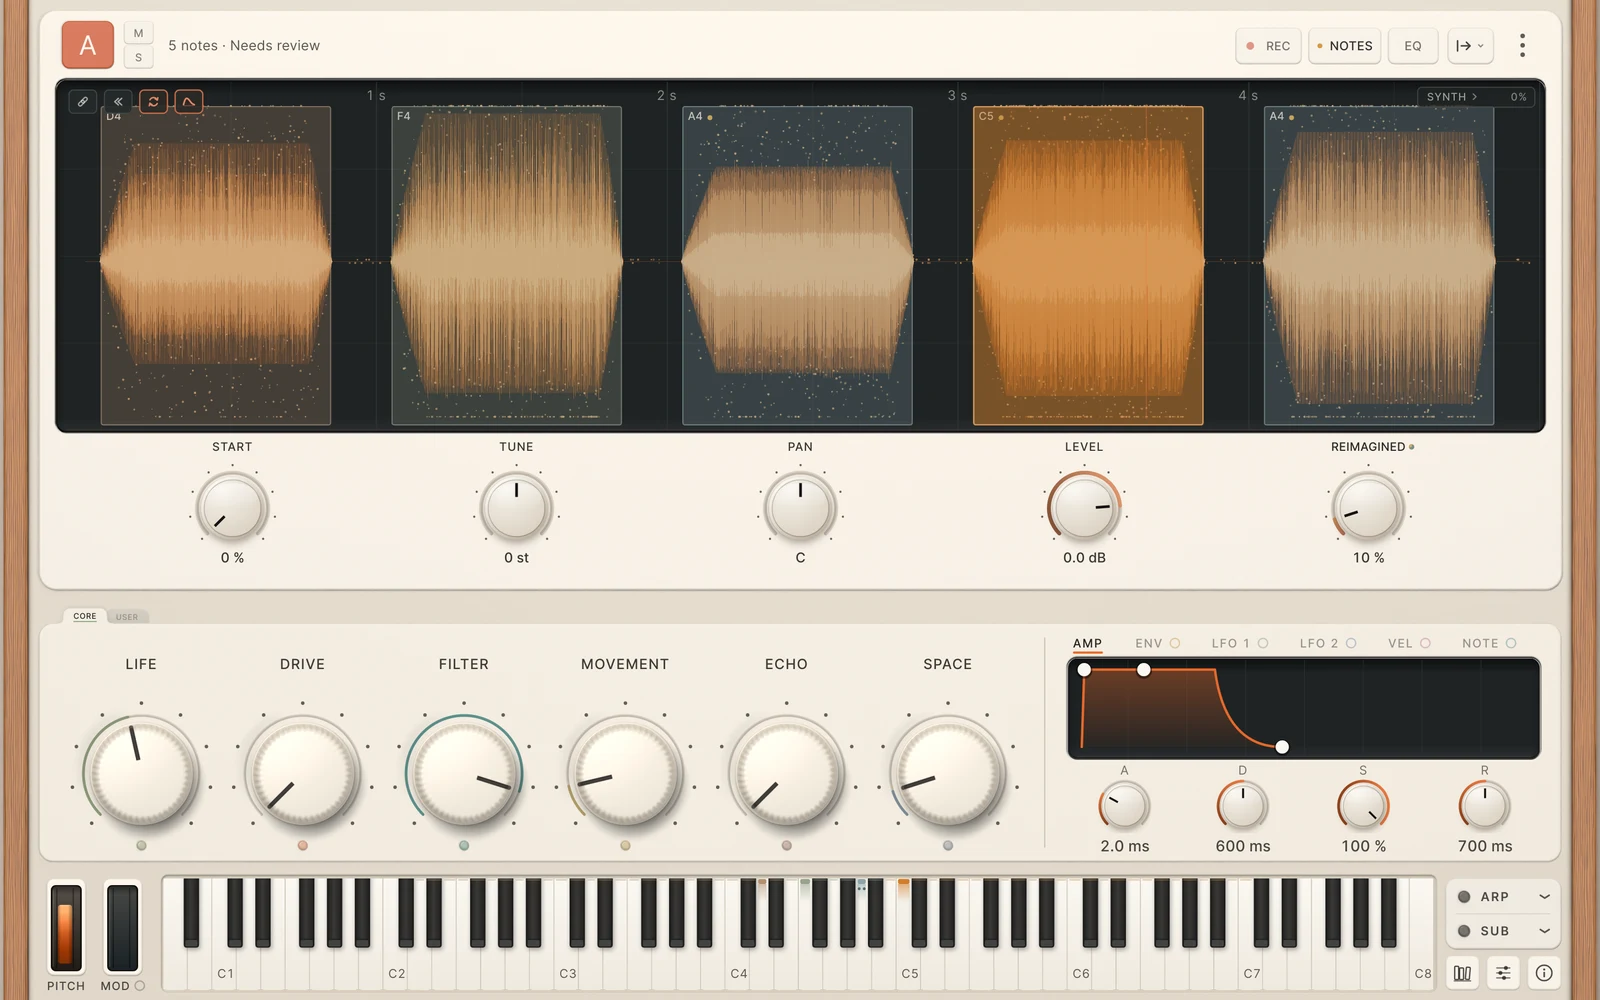 A
M
S
5 notes · Needs review
REC
NOTES
EQ
1 s
2 s
3 s
4 s
SYNTH > 0%
D4
F4
A4
C5
A4
START
TUNE
PAN
LEVEL
REIMAGINED
0 %
0 st
C
0.0 dB
10 %
CORE
USER
LIFE
DRIVE
FILTER
MOVEMENT
ECHO
SPACE
AMP
ENV
LFO 1
LFO 2
VEL
NOTE
A
D
S
R
2.0 ms
600 ms
100 %
700 ms
PITCH
MOD
C1
C2
C3
C4
C5
C6
C7
C8
ARP
SUB